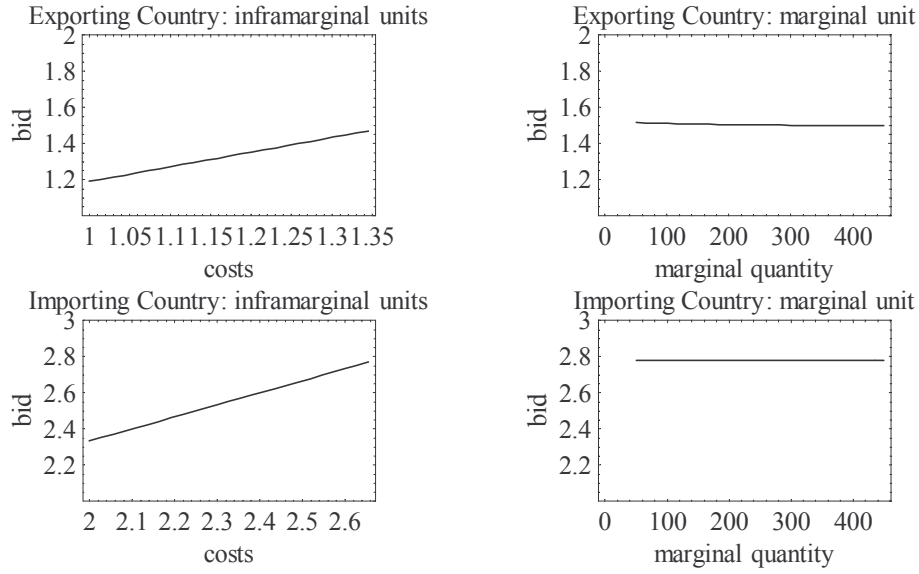 Exporting Country: inframarginal units
2
1.8
1.6
1.4
1.2
bid
1 1.05 1.1 1.15 1.2 1.25 1.3 1.35
costs
Exporting Country: marginal unit
2
1.8
1.6
1.4
1.2
bid
0 100 200 300 400
marginal quantity
Importing Country: inframarginal units
3
2.8
2.6
2.4
2.2
bid
2 2.1 2.2 2.3 2.4 2.5 2.6
costs
Importing Country: marginal unit
3
2.8
2.6
2.4
2.2
bid
0 100 200 300 400
marginal quantity